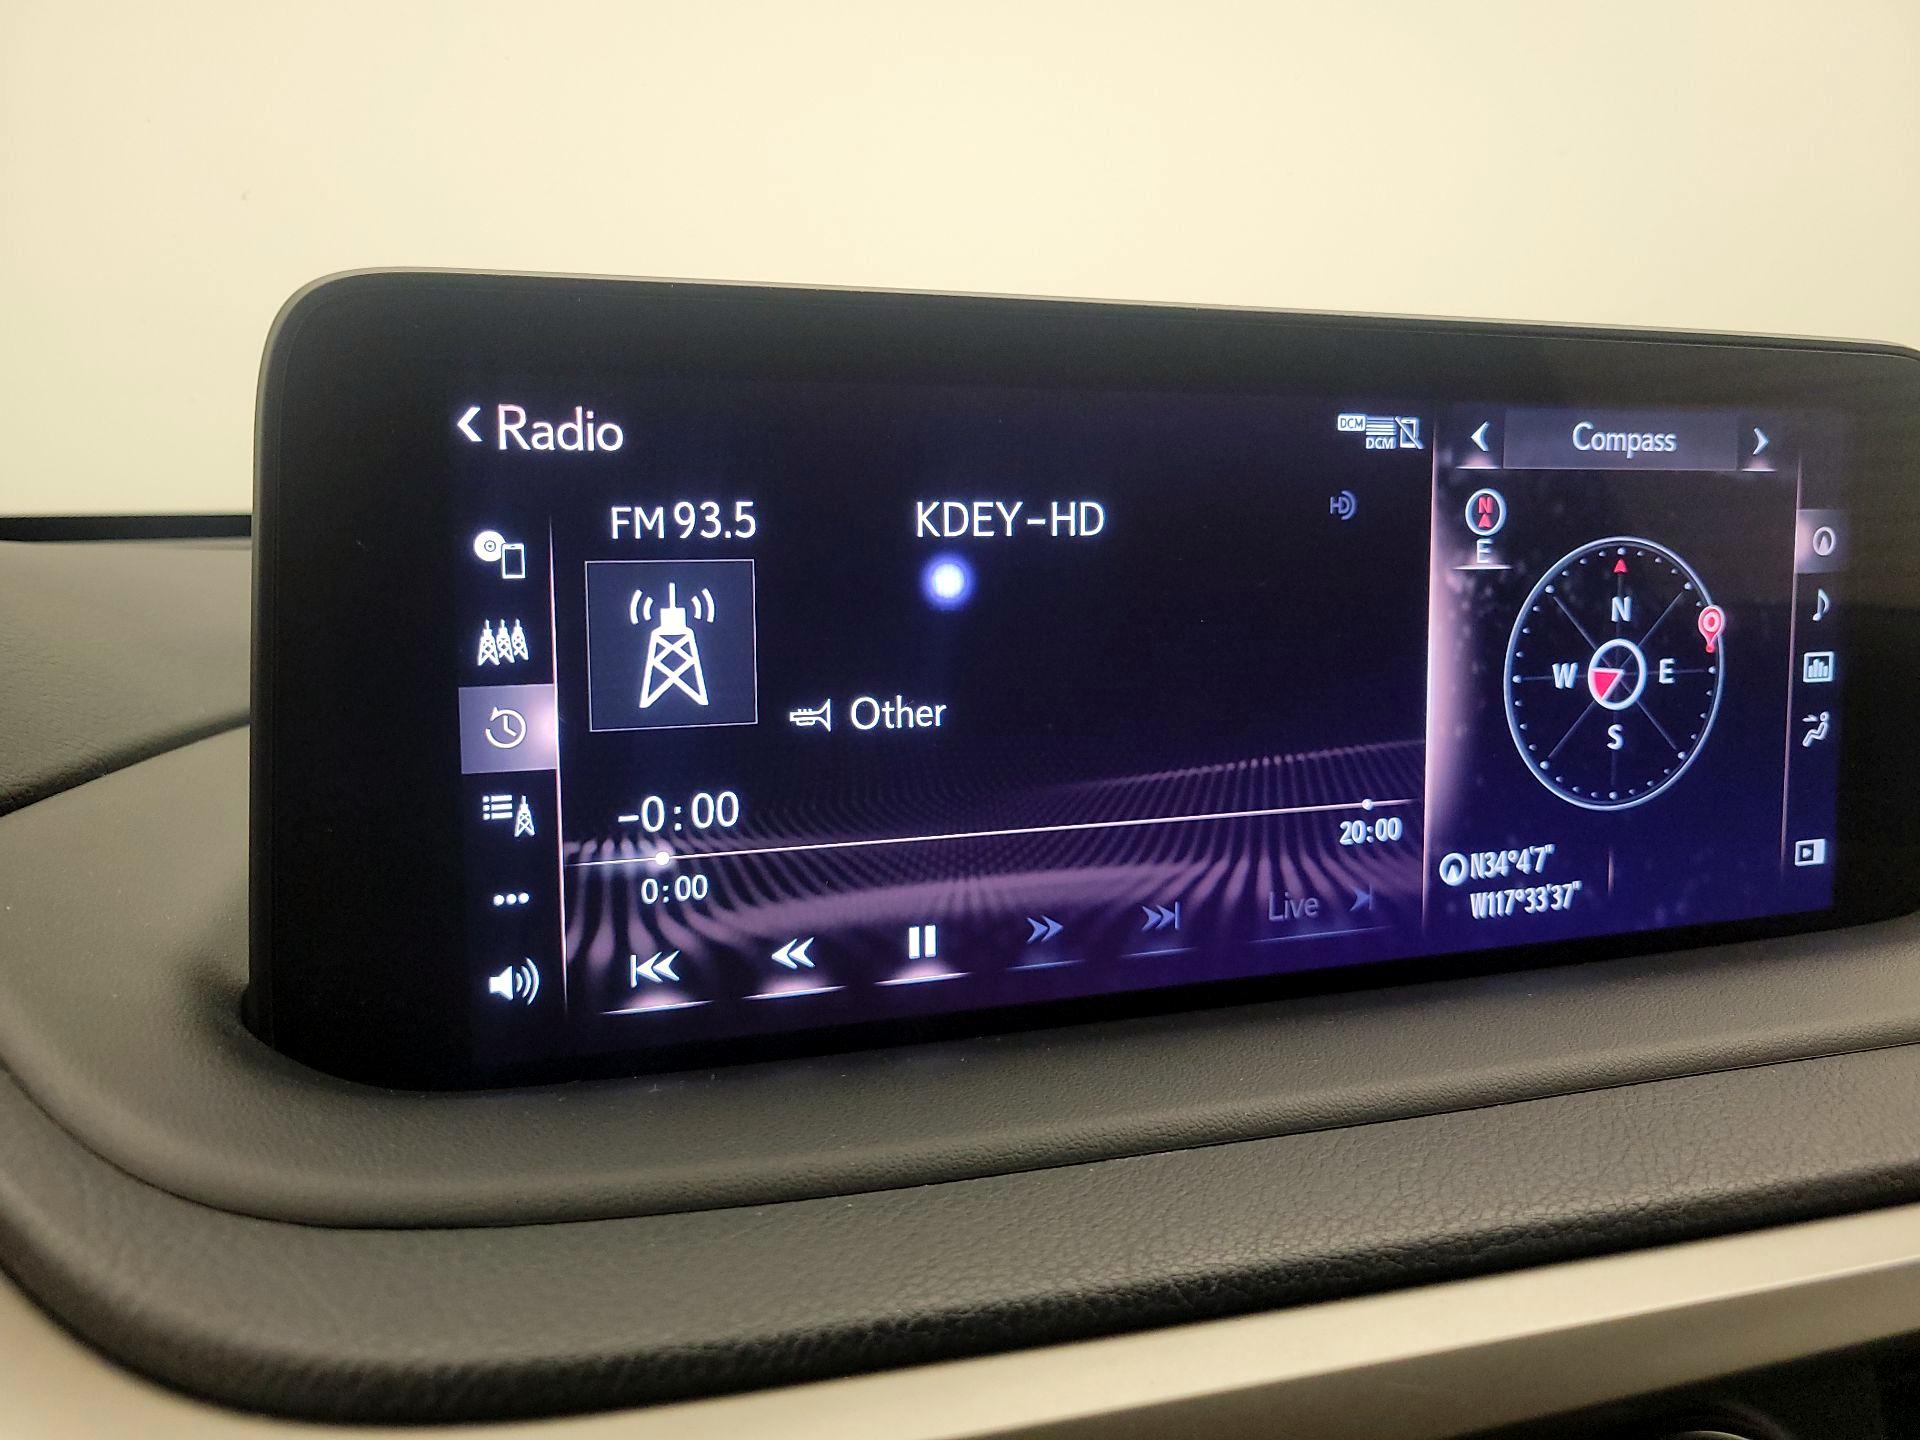 Radio
DCM
DCM
FM 93.5
KDEY-HD
HD
Other
-0:00
20:00
0:00
Live
Compass
N
E
N
W
E
S
N34°4'7"
W117°33'37"